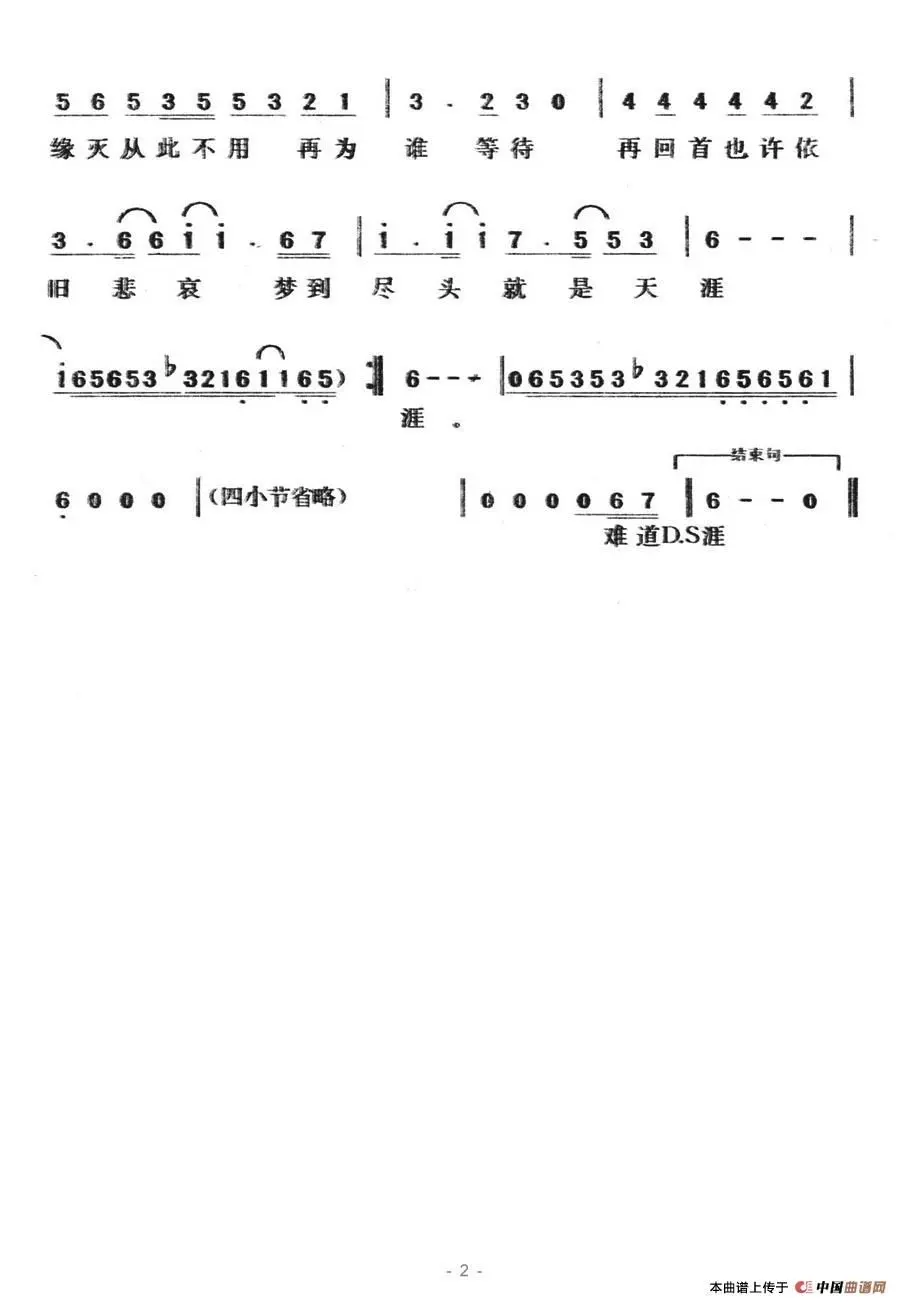 5 6 5 3 5 5 3 2 1 | 3 . 2 3 0 | 4 4 4 4 4 2 |
缘灭从此不用 再为 谁 等待 再回首也许依
3 . 6 6 i i . 6 7 | i . i i 7 . 5 5 3 | 6 - - - |
旧 悲 哀 梦到 尽 头 就 是 天 涯
i65653♭32161165) :‖ 6--- | 065353♭321656561 |
涯 。
结束句
6 0 0 0 | (四小节省略) | 0 0 0 0 6 7 ‖ 6 - - 0 ‖
难 道D.S涯
- 2 -
本曲谱上传于 中国曲谱网